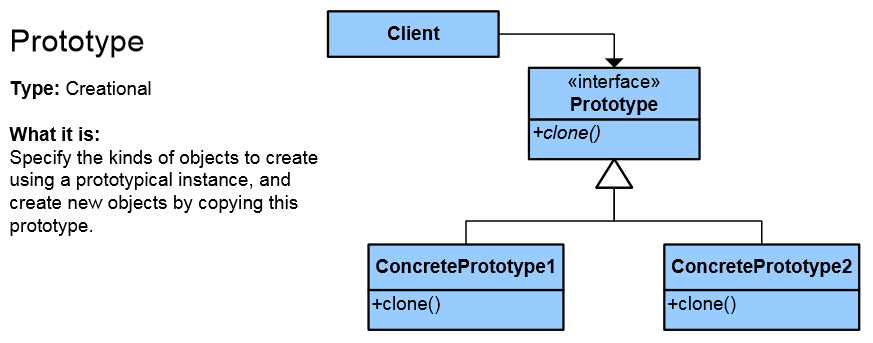 Prototype
Type: Creational
What it is:
Specify the kinds of objects to create
using a prototypical instance, and
create new objects by copying this
prototype.
Client
«interface»
Prototype
+clone()
ConcretePrototype1
+clone()
ConcretePrototype2
+clone()